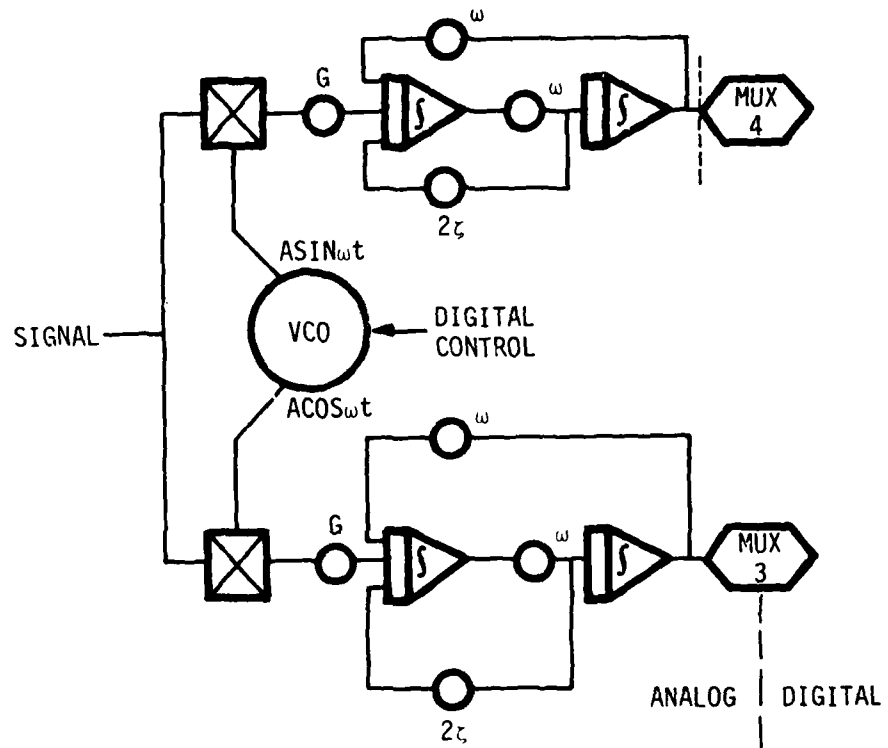 ω
G
∫
ω
∫
MUX
4
2ζ
ASINωt
SIGNAL
VCO
DIGITAL
CONTROL
ACOSωt
ω
G
∫
ω
∫
MUX
3
2ζ
ANALOG
DIGITAL